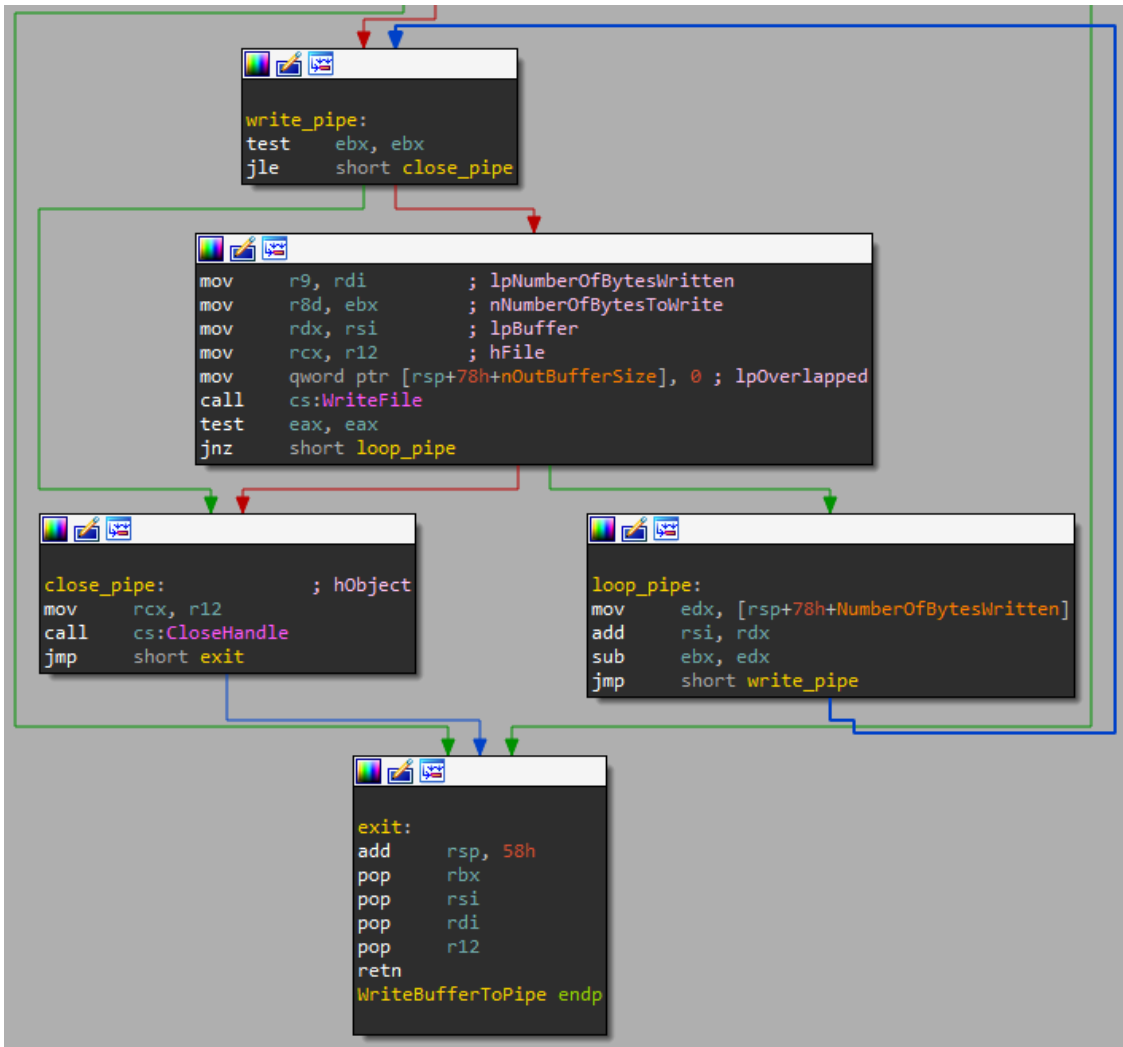 write_pipe:
test ebx, ebx
jle short close_pipe
mov r9, rdi ; lpNumberOfBytesWritten
mov r8d, ebx ; nNumberOfBytesToWrite
mov rdx, rsi ; lpBuffer
mov rcx, r12 ; hFile
mov qword ptr [rsp+78h+nOutBufferSize], 0 ; lpOverlapped
call cs:WriteFile
test eax, eax
jnz short loop_pipe
close_pipe: ; hObject
mov rcx, r12
call cs:CloseHandle
jmp short exit
loop_pipe:
mov edx, [rsp+78h+NumberOfBytesWritten]
add rsi, rdx
sub ebx, edx
jmp short write_pipe
exit:
add rsp, 58h
pop rbx
pop rsi
pop rdi
pop r12
retn
WriteBufferToPipe endp